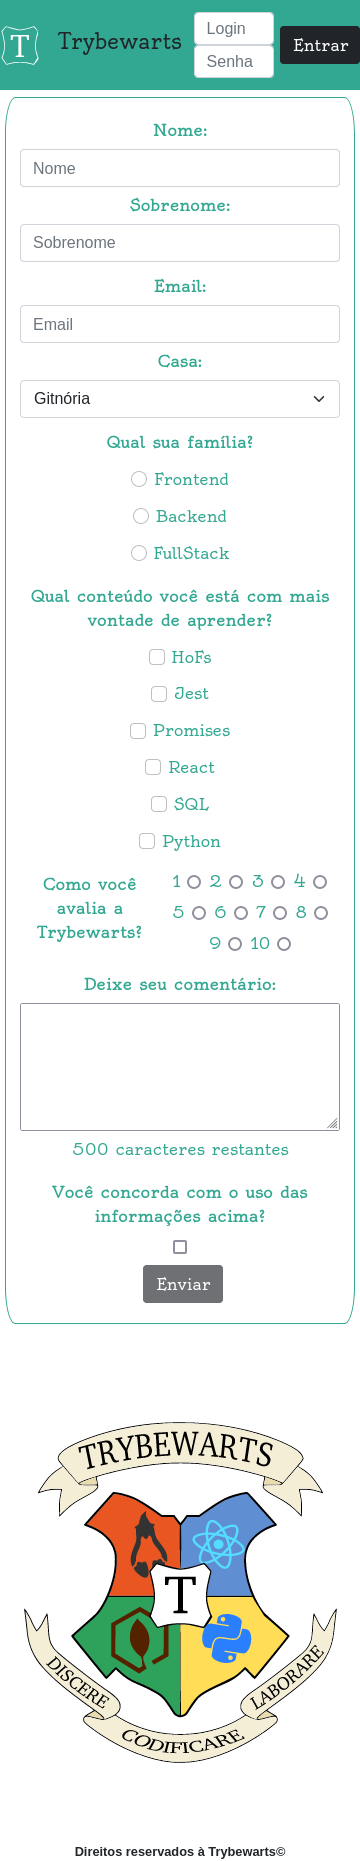 T
Trybewarts
Login
Senha
Entrar
Nome:
Nome
Sobrenome:
Sobrenome
Email:
Email
Casa:
Gitnória
Qual sua família?
Frontend
Backend
FullStack
Qual conteúdo você está com mais
vontade de aprender?
HoFs
Jest
Promises
React
SQL
Python
Como você
avalia a
Trybewarts?
1 2 3 4
5 6 7 8
9 10
Deixe seu comentário:
500 caracteres restantes
Você concorda com o uso das
informações acima?
Enviar
TRYBEWARTS
T
DISCERE
CODIFICARE
LABORARE
Direitos reservados à Trybewarts©